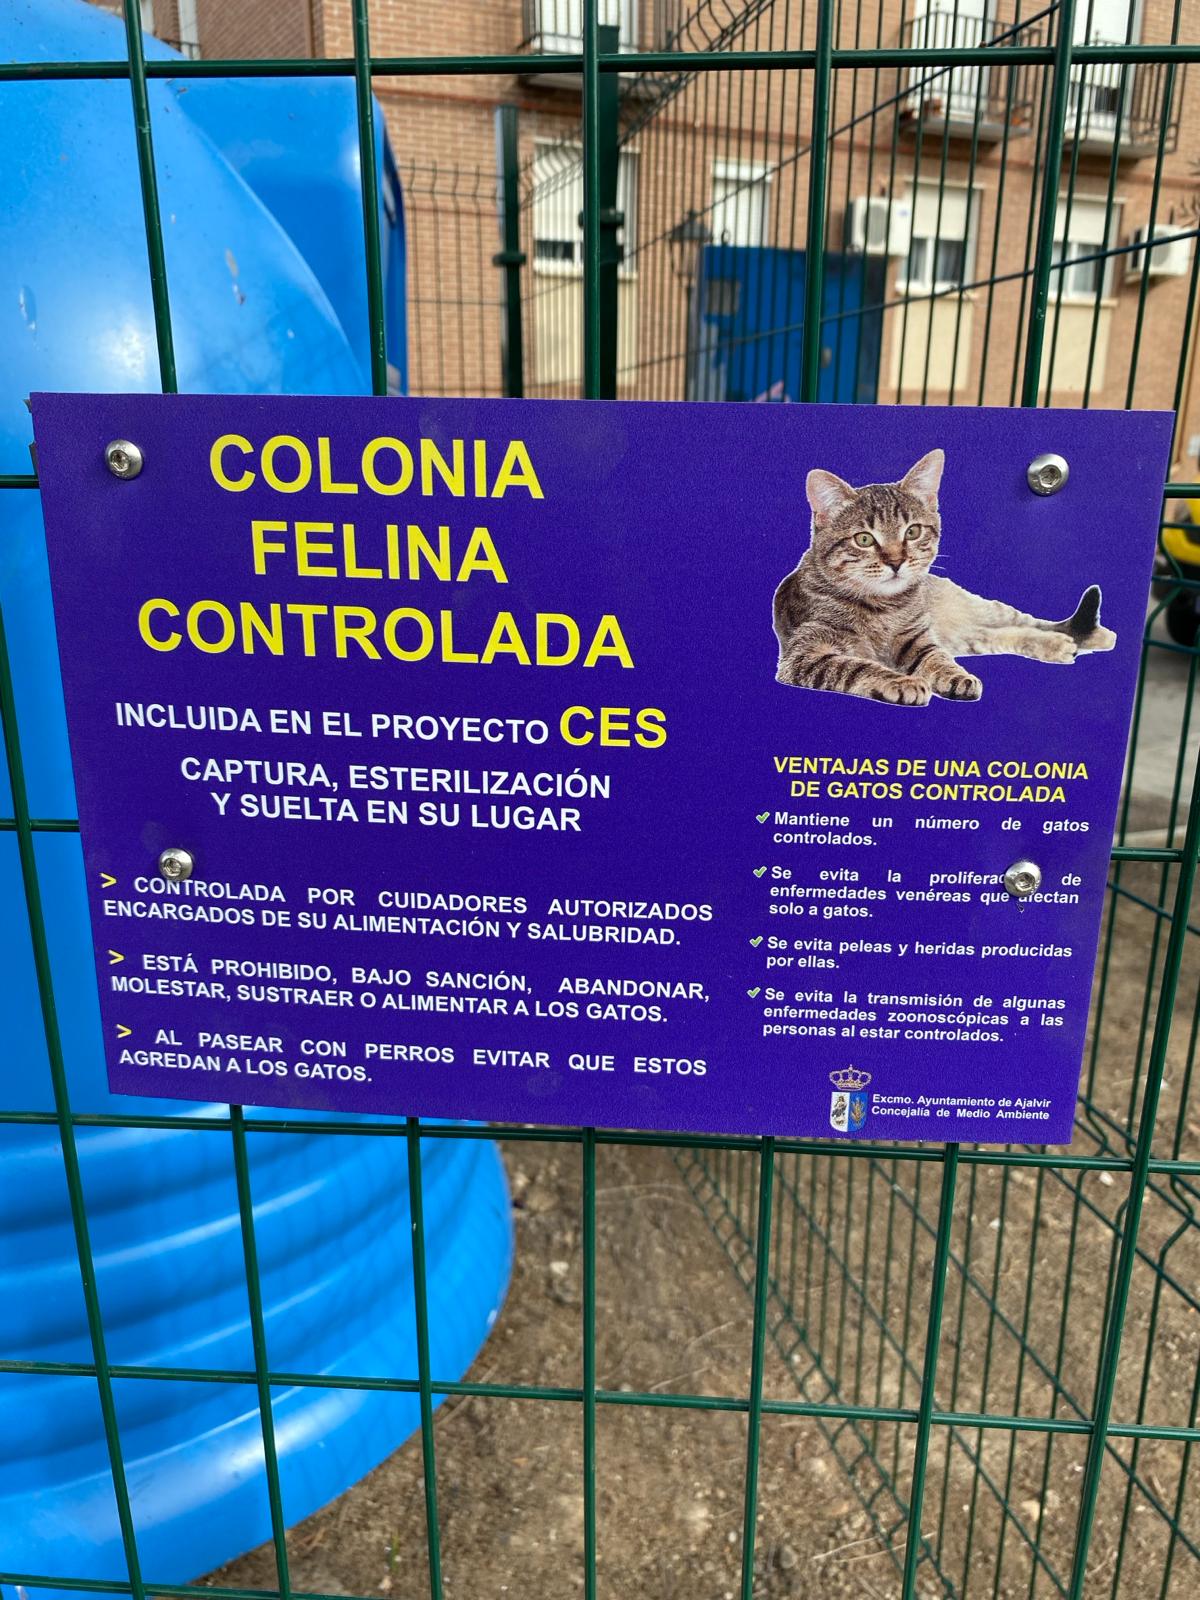 COLONIA
FELINA
CONTROLADA
INCLUIDA EN EL PROYECTO CES
CAPTURA, ESTERILIZACIÓN
Y SUELTA EN SU LUGAR
> CONTROLADA POR CUIDADORES AUTORIZADOS
ENCARGADOS DE SU ALIMENTACIÓN Y SALUBRIDAD.
> ESTÁ PROHIBIDO, BAJO SANCIÓN, ABANDONAR,
MOLESTAR, SUSTRAER O ALIMENTAR A LOS GATOS.
> AL PASEAR CON PERROS EVITAR QUE ESTOS
AGREDAN A LOS GATOS.
VENTAJAS DE UNA COLONIA
DE GATOS CONTROLADA
✓ Mantiene un número de gatos
controlados.
✓ Se evita la proliferación de
enfermedades venéreas que afectan
solo a gatos.
✓ Se evita peleas y heridas producidas
por ellas.
✓ Se evita la transmisión de algunas
enfermedades zoonoscópicas a las
personas al estar controlados.
Excmo. Ayuntamiento de Ajalvir
Concejalía de Medio Ambiente